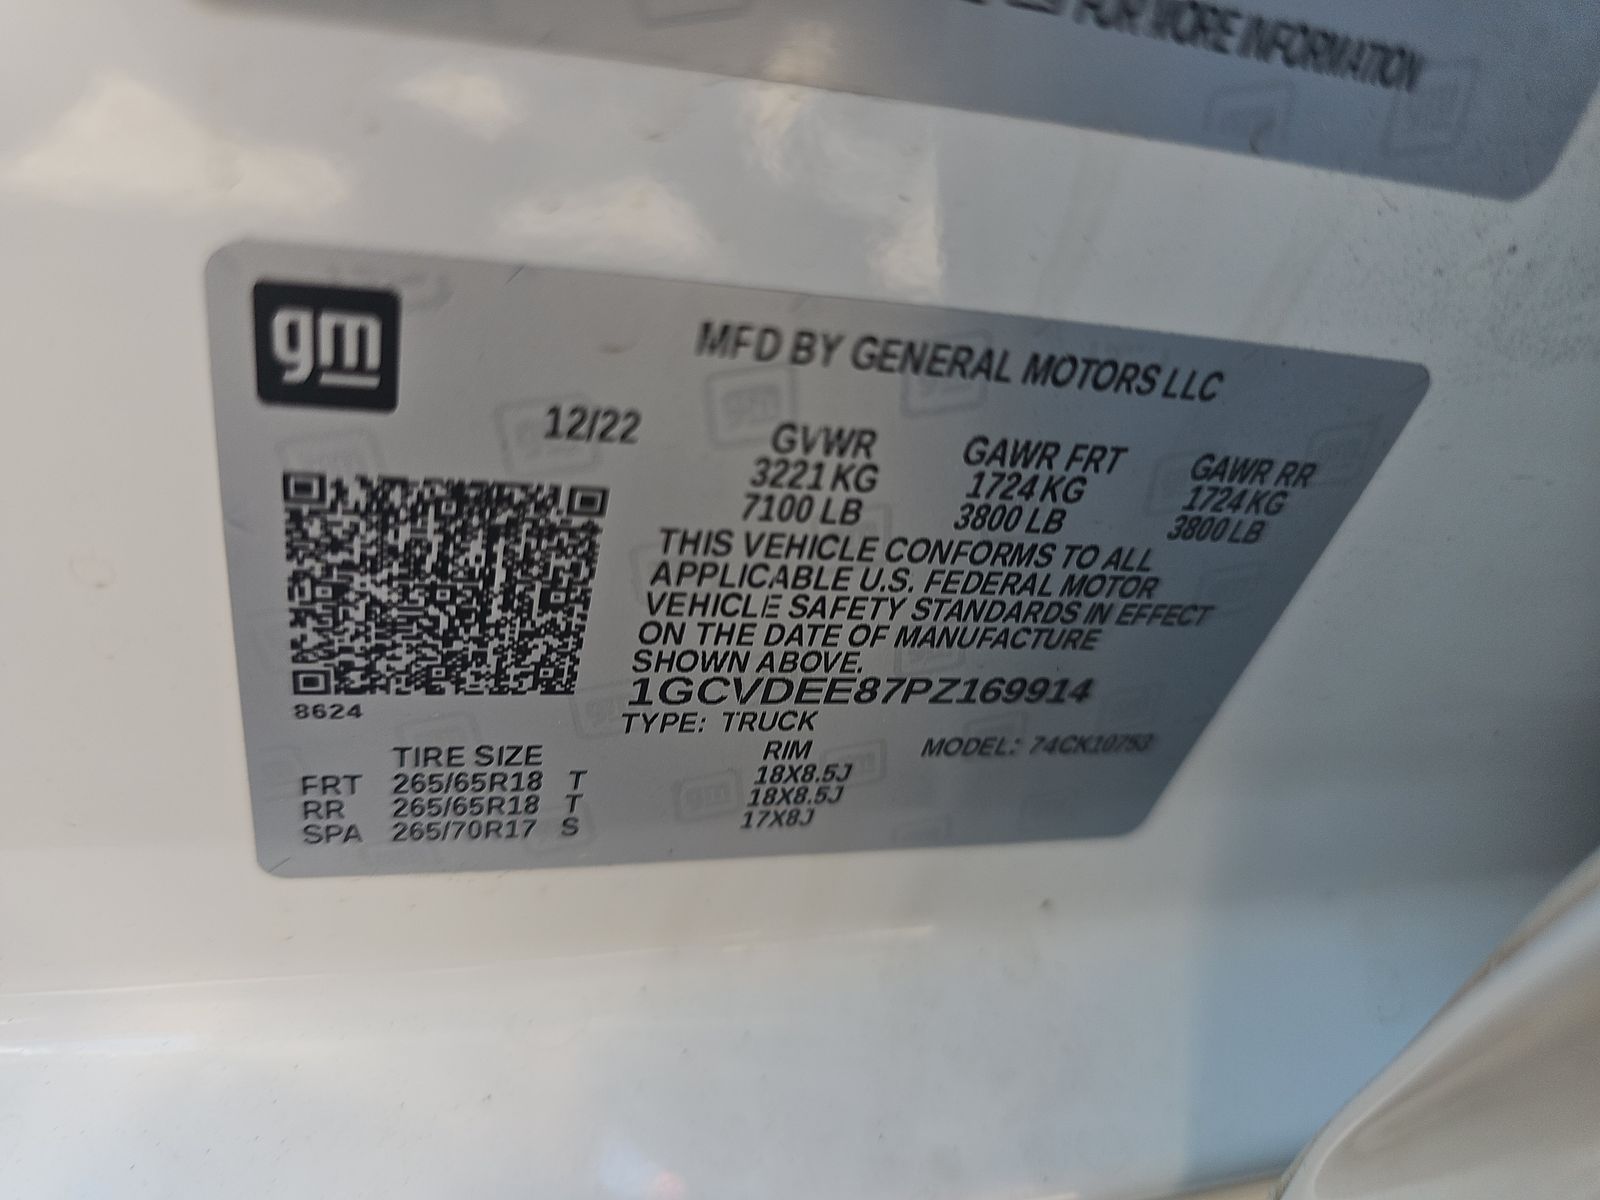 FOR MORE INFORMATION
gm
MFD BY GENERAL MOTORS LLC
12/22
GVWR GAWR FRT GAWR RR
3221 KG 1724 KG 1724 KG
7100 LB 3800 LB 3800 LB
THIS VEHICLE CONFORMS TO ALL
APPLICABLE U.S. FEDERAL MOTOR
VEHICLE SAFETY STANDARDS IN EFFECT
ON THE DATE OF MANUFACTURE
SHOWN ABOVE.
1GCVDEE87PZ169914
8624
TYPE: TRUCK
TIRE SIZE RIM MODEL: 74CK10753
FRT 265/65R18 T 18X8.5J
RR 265/65R18 T 18X8.5J
SPA 265/70R17 S 17X8J